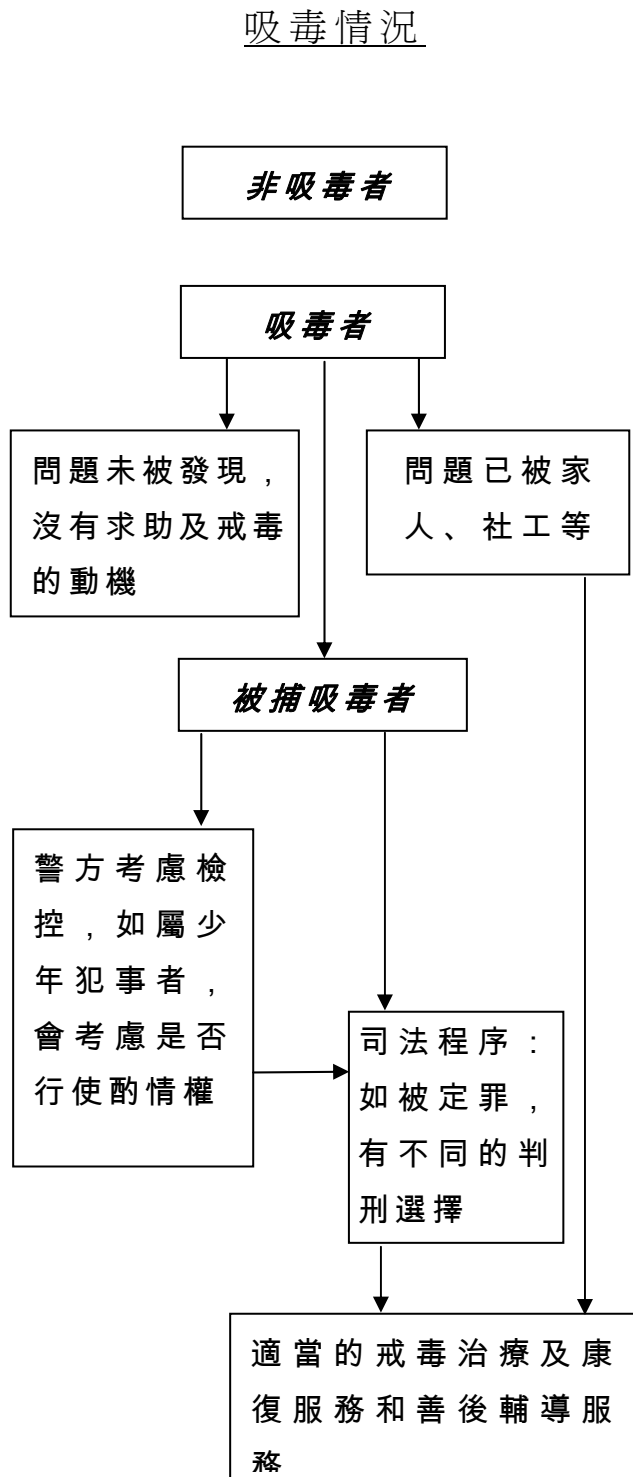 吸毒情況
非吸毒者
吸毒者
問題未被發現，
沒有求助及戒毒
的動機
問題已被家
人、社工等
被捕吸毒者
警方考慮檢
控，如屬少
年犯事者，
會考慮是否
行使酌情權
司法程序：
如被定罪，
有不同的判
刑選擇
適當的戒毒治療及康
復服務和善後輔導服
務